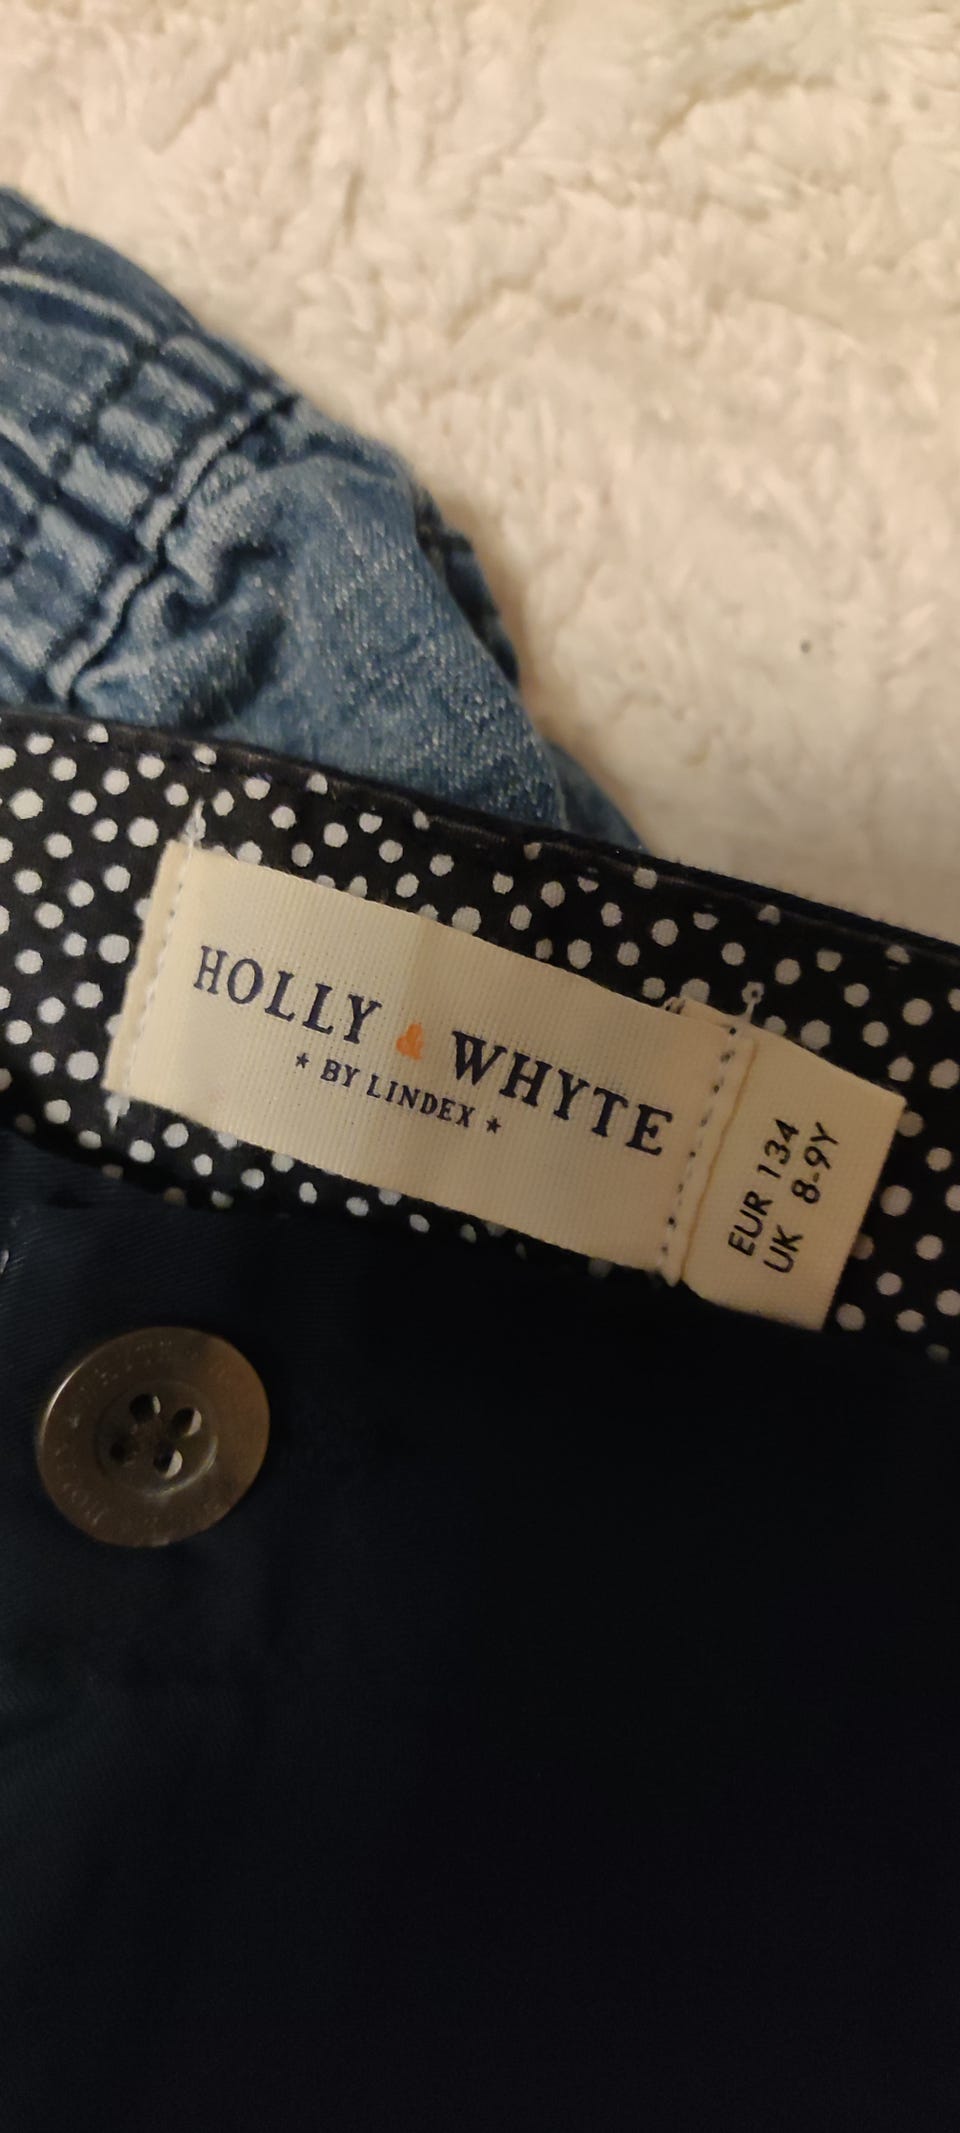 HOLLY & WHYTE
★ BY LINDEX ★
EUR 134
UK 8-9Y